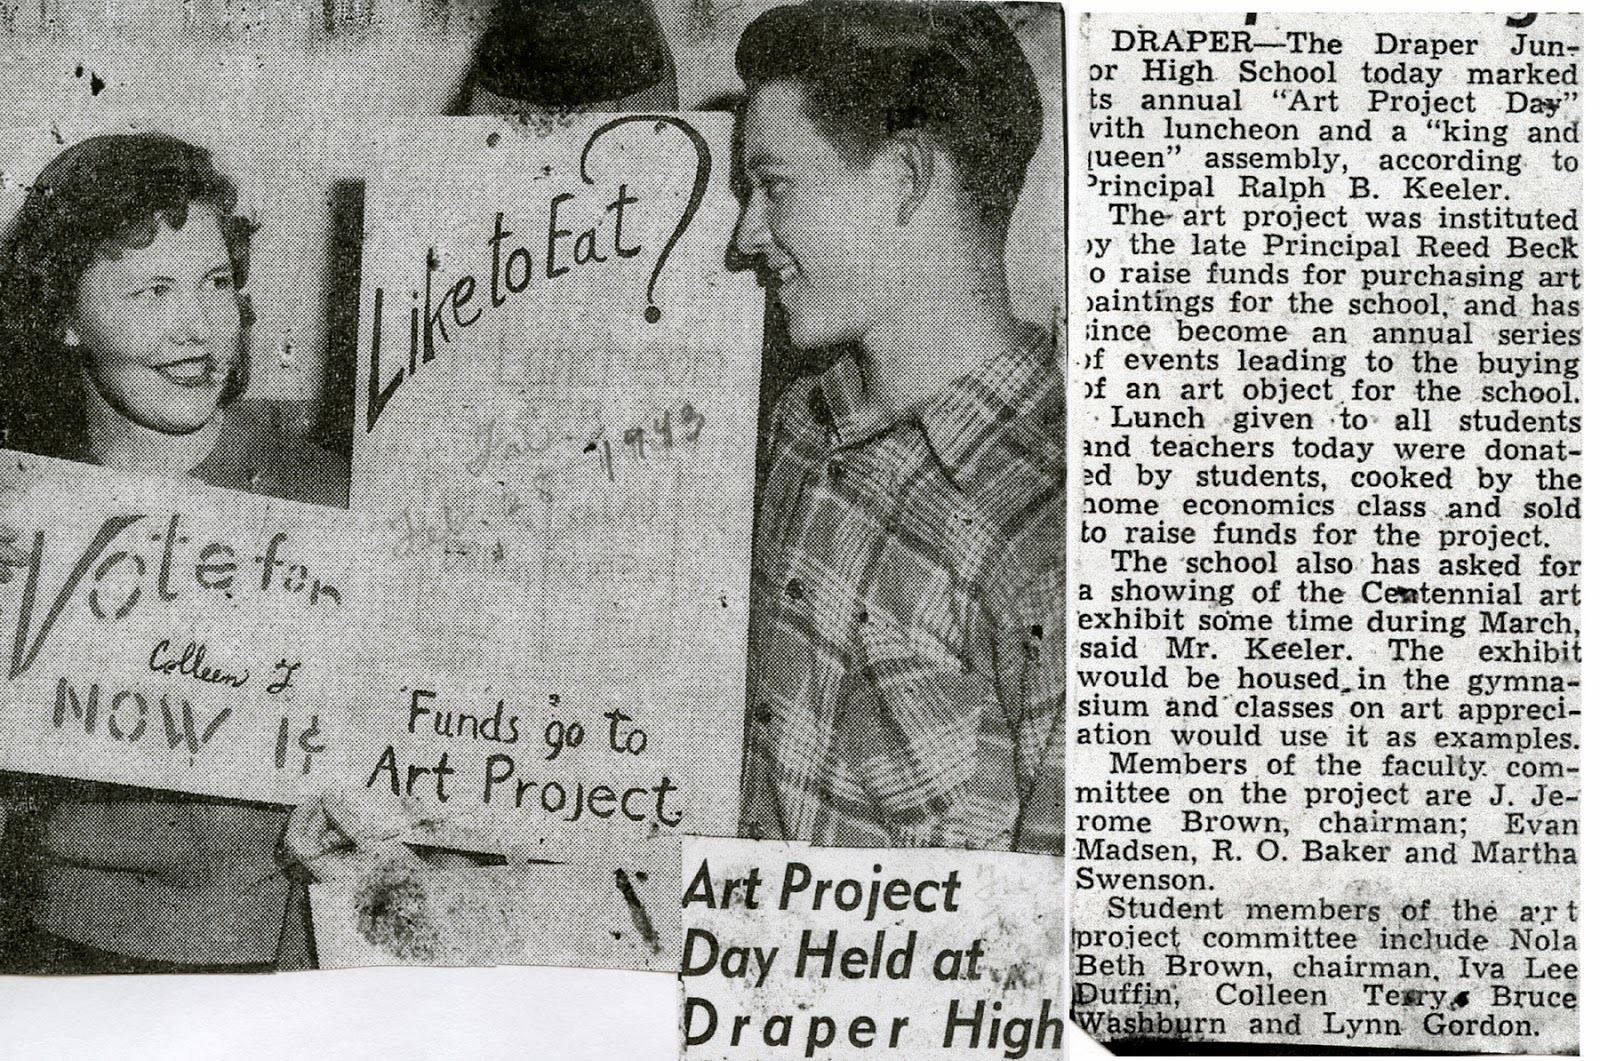 Like to Eat?
1943
Vote for
Colleen T
NOW 1¢
Funds go to
Art Project
Art Project
Day Held at
Draper High
DRAPER—The Draper Jun-
or High School today marked
ts annual “Art Project Day”
with luncheon and a “king and
queen” assembly, according to
Principal Ralph B. Keeler.
The art project was instituted
by the late Principal Reed Beck
o raise funds for purchasing art
paintings for the school, and has
since become an annual series
of events leading to the buying
of an art object for the school.
Lunch given to all students
and teachers today were donat-
ed by students, cooked by the
home economics class and sold
to raise funds for the project.
The school also has asked for
a showing of the Centennial art
exhibit some time during March,
said Mr. Keeler. The exhibit
would be housed in the gymna-
sium and classes on art appreci-
ation would use it as examples.
Members of the faculty com-
mittee on the project are J. Je-
rome Brown, chairman; Evan
Madsen, R. O. Baker and Martha
Swenson.
Student members of the art
project committee include Nola
Beth Brown, chairman, Iva Lee
Duffin, Colleen Terry, Bruce
Washburn and Lynn Gordon.